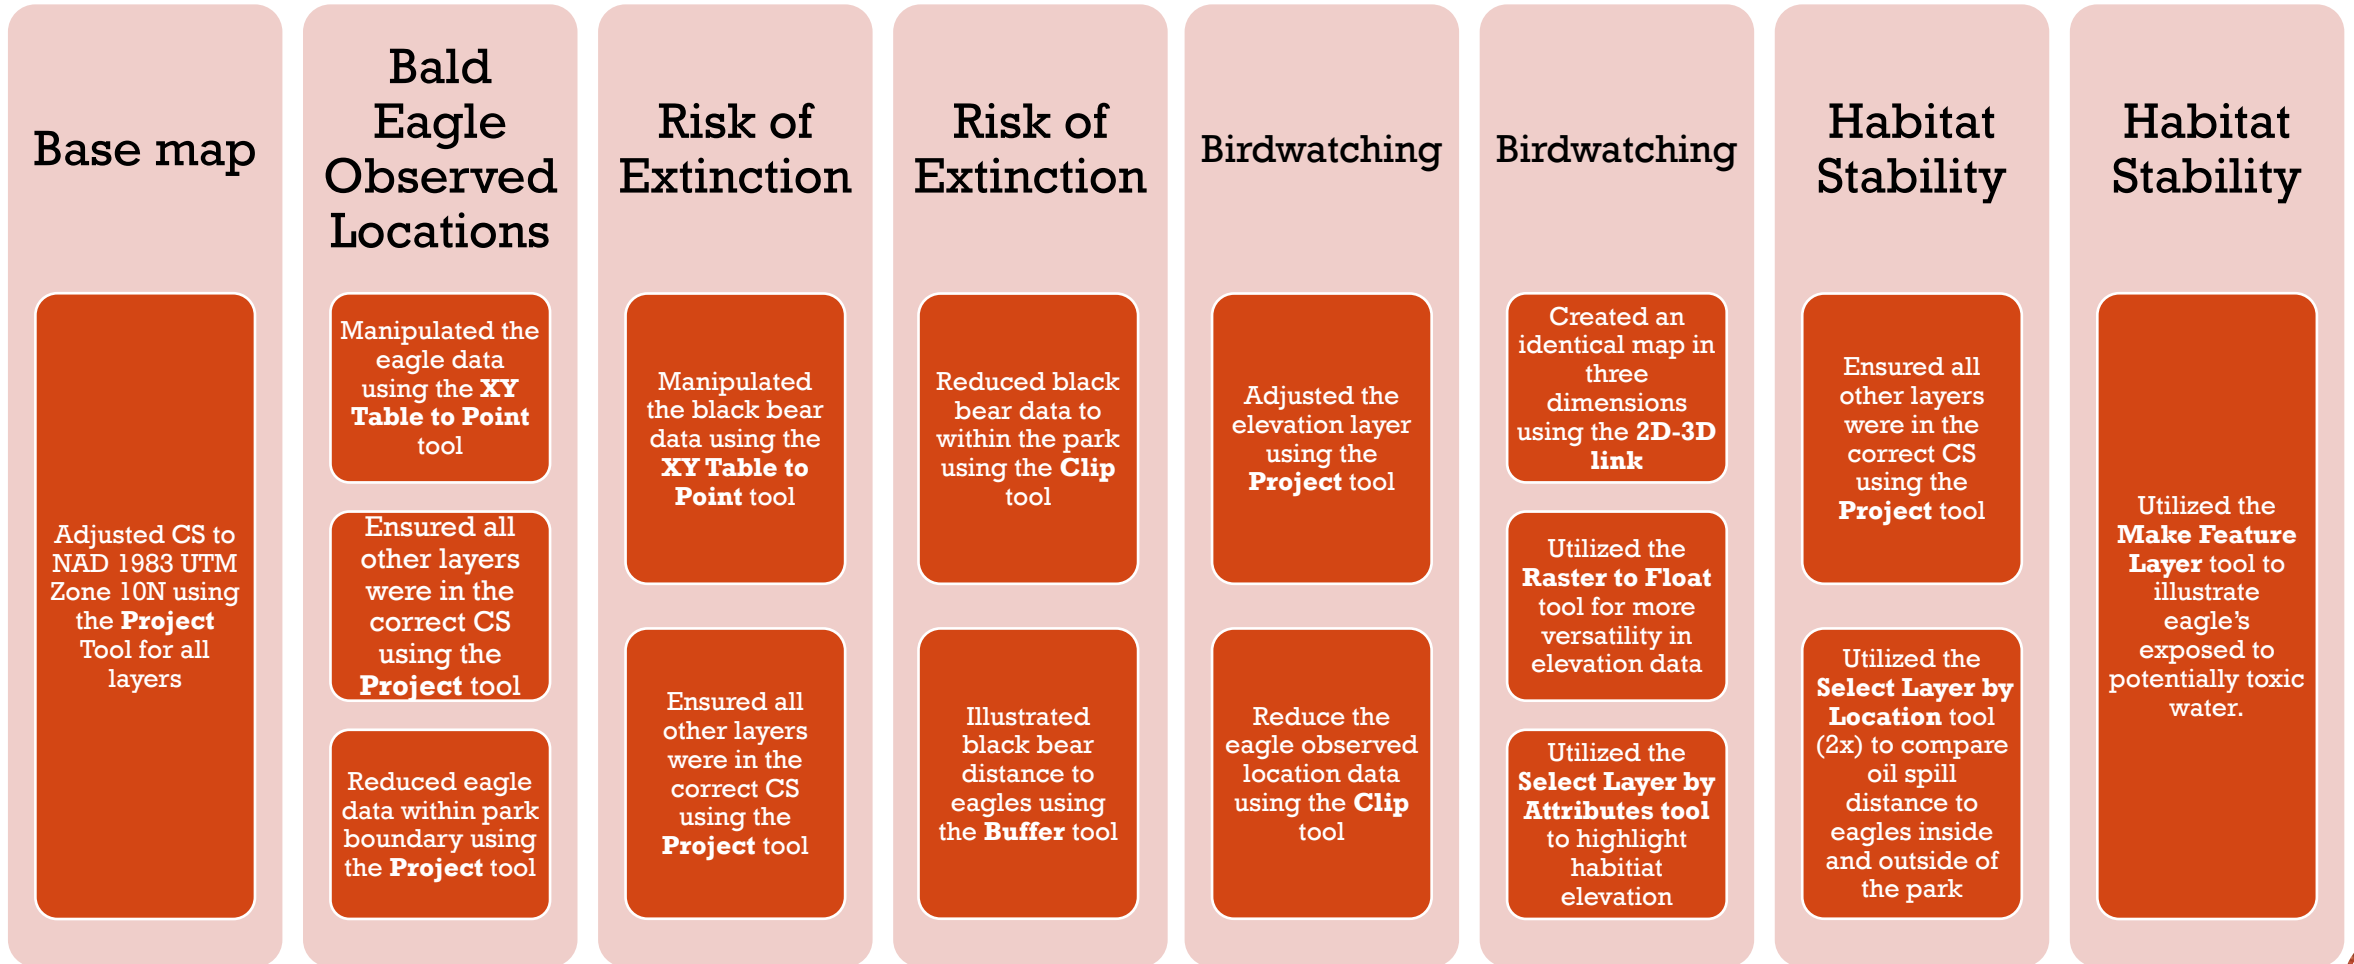 Base map
Adjusted CS to
NAD 1983 UTM
Zone 10N using
the Project
Tool for all
layers
Bald
Eagle
Observed
Locations
Manipulated the
eagle data
using the XY
Table to Point
tool
Ensured all
other layers
were in the
correct CS
using the
Project tool
Reduced eagle
data within park
boundary using
the Project tool
Risk of
Extinction
Manipulated
the black bear
data using the
XY Table to
Point tool
Ensured all
other layers
were in the
correct CS
using the
Project tool
Risk of
Extinction
Reduced black
bear data to
within the park
using the Clip
tool
Illustrated
black bear
distance to
eagles using
the Buffer tool
Birdwatching
Adjusted the
elevation layer
using the
Project tool
Reduce the
eagle observed
location data
using the Clip
tool
Birdwatching
Created an
identical map in
three
dimensions
using the 2D-3D
link
Utilized the
Raster to Float
tool for more
versatility in
elevation data
Utilized the
Select Layer by
Attributes tool
to highlight
habitiat
elevation
Habitat
Stability
Ensured all
other layers
were in the
correct CS
using the
Project tool
Utilized the
Select Layer by
Location tool
(2x) to compare
oil spill
distance to
eagles inside
and outside of
the park
Habitat
Stability
Utilized the
Make Feature
Layer tool to
illustrate
eagle’s
exposed to
potentially toxic
water.